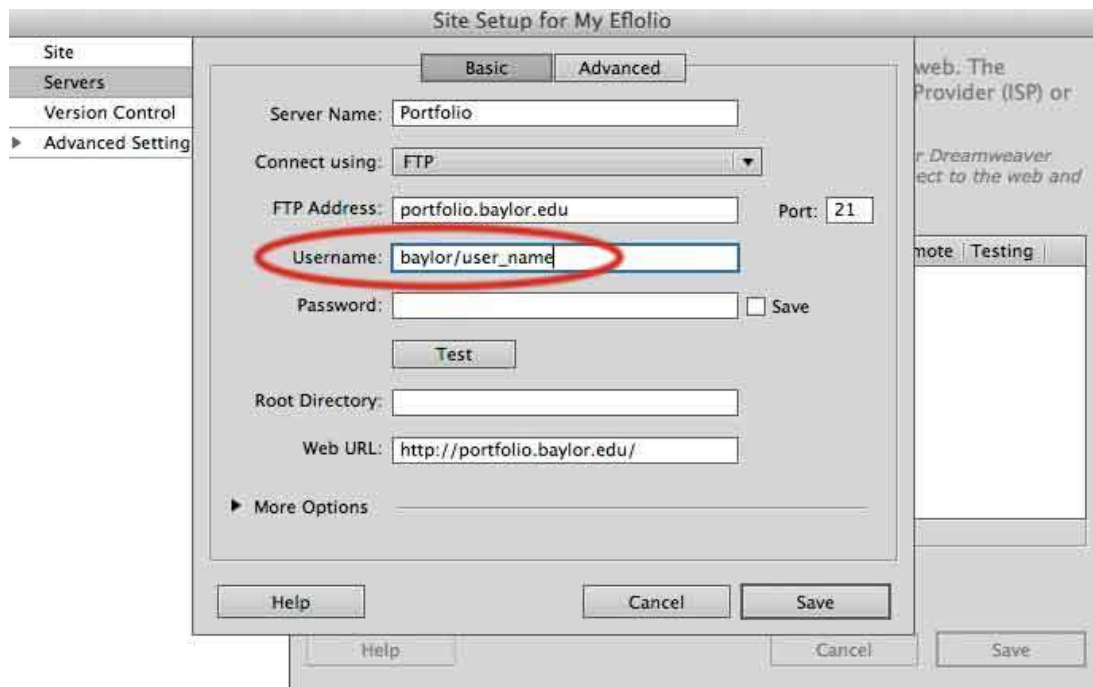 Site Setup for My Eflolio
Site
Servers
Version Control
Advanced Setting
Basic
Advanced
Server Name: Portfolio
Connect using: FTP
FTP Address: portfolio.baylor.edu
Port: 21
Username: baylor/user_name
Password:
Save
Test
Root Directory:
Web URL: http://portfolio.baylor.edu/
More Options
Help
Cancel
Save
web. The
Provider (ISP) or
r Dreamweaver
ect to the web and
mote
Testing
Help
Cancel
Save